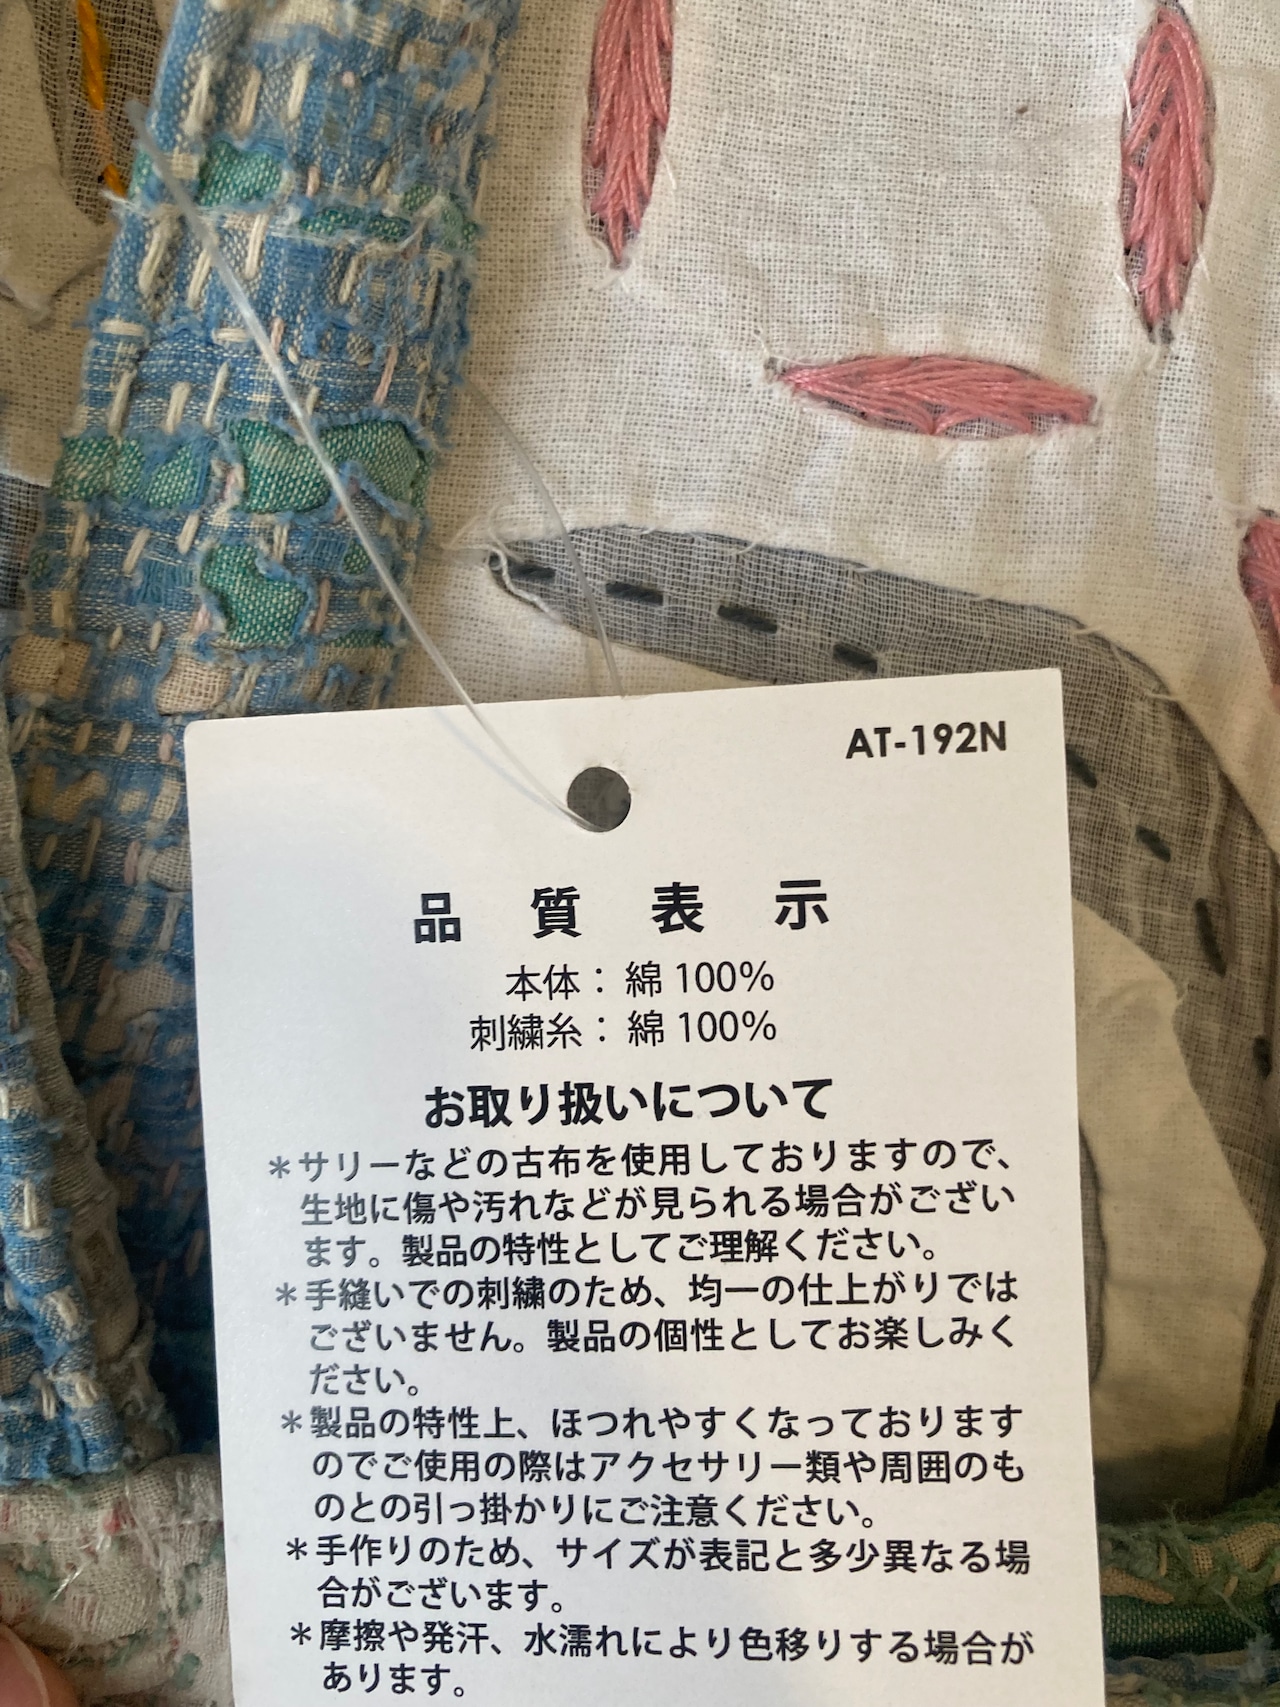 AT-192N
品質表示
本体：綿100%
刺繍糸：綿100%
お取り扱いについて
＊サリーなどの古布を使用しておりますので、
生地に傷や汚れなどが見られる場合がござい
ます。製品の特性としてご理解ください。
＊手縫いでの刺繍のため、均一の仕上がりでは
ございません。製品の個性としてお楽しみく
ださい。
＊製品の特性上、ほつれやすくなっております
のでご使用の際はアクセサリー類や周囲のも
のとの引っ掛かりにご注意ください。
＊手作りのため、サイズが表記と多少異なる場
合がございます。
＊摩擦や発汗、水濡れにより色移りする場合が
あります。